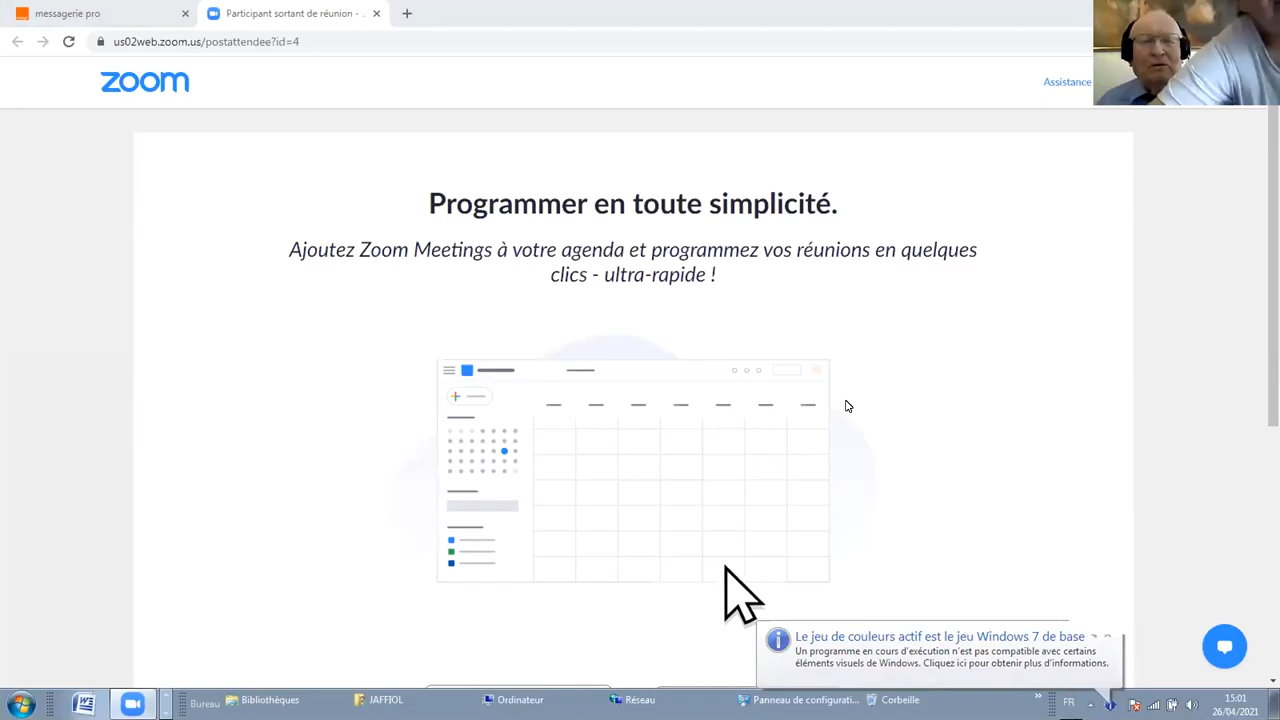 messagerie pro
Participant sortant de réunion -
us02web.zoom.us/postattendee?id=4
zoom
Assistance
Programmer en toute simplicité.
Ajoutez Zoom Meetings à votre agenda et programmez vos réunions en quelques
clics - ultra-rapide !
Le jeu de couleurs actif est le jeu Windows 7 de base
Un programme en cours d'exécution n'est pas compatible avec certains
éléments visuels de Windows. Cliquez ici pour obtenir plus d'informations.
Bureau
Bibliothèques
JAFFIOL
Ordinateur
Réseau
Panneau de configurati...
Corbeille
FR
15:01
26/04/2021